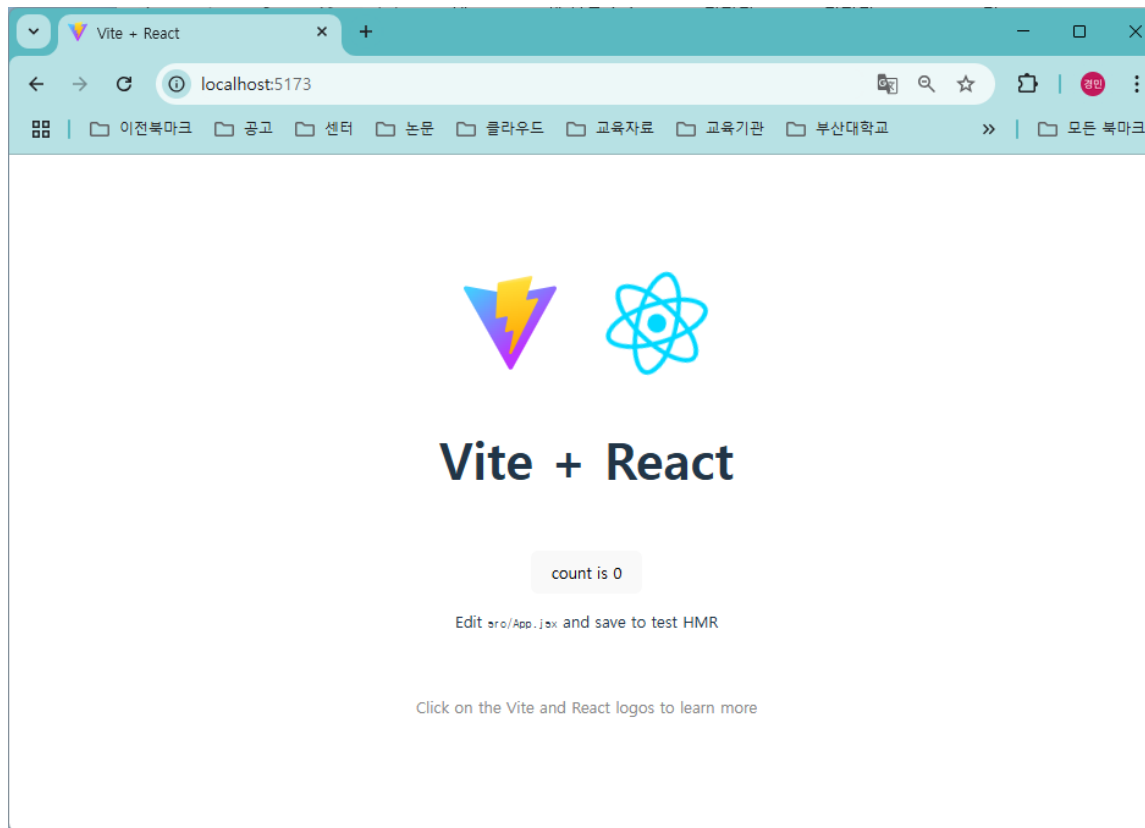 Vite + React
localhost:5173
경민
이전북마크 공고 센터 논문 클라우드 교육자료 교육기관 부산대학교 » 모든 북마크
Vite + React
count is 0
Edit src/App.jsx and save to test HMR
Click on the Vite and React logos to learn more